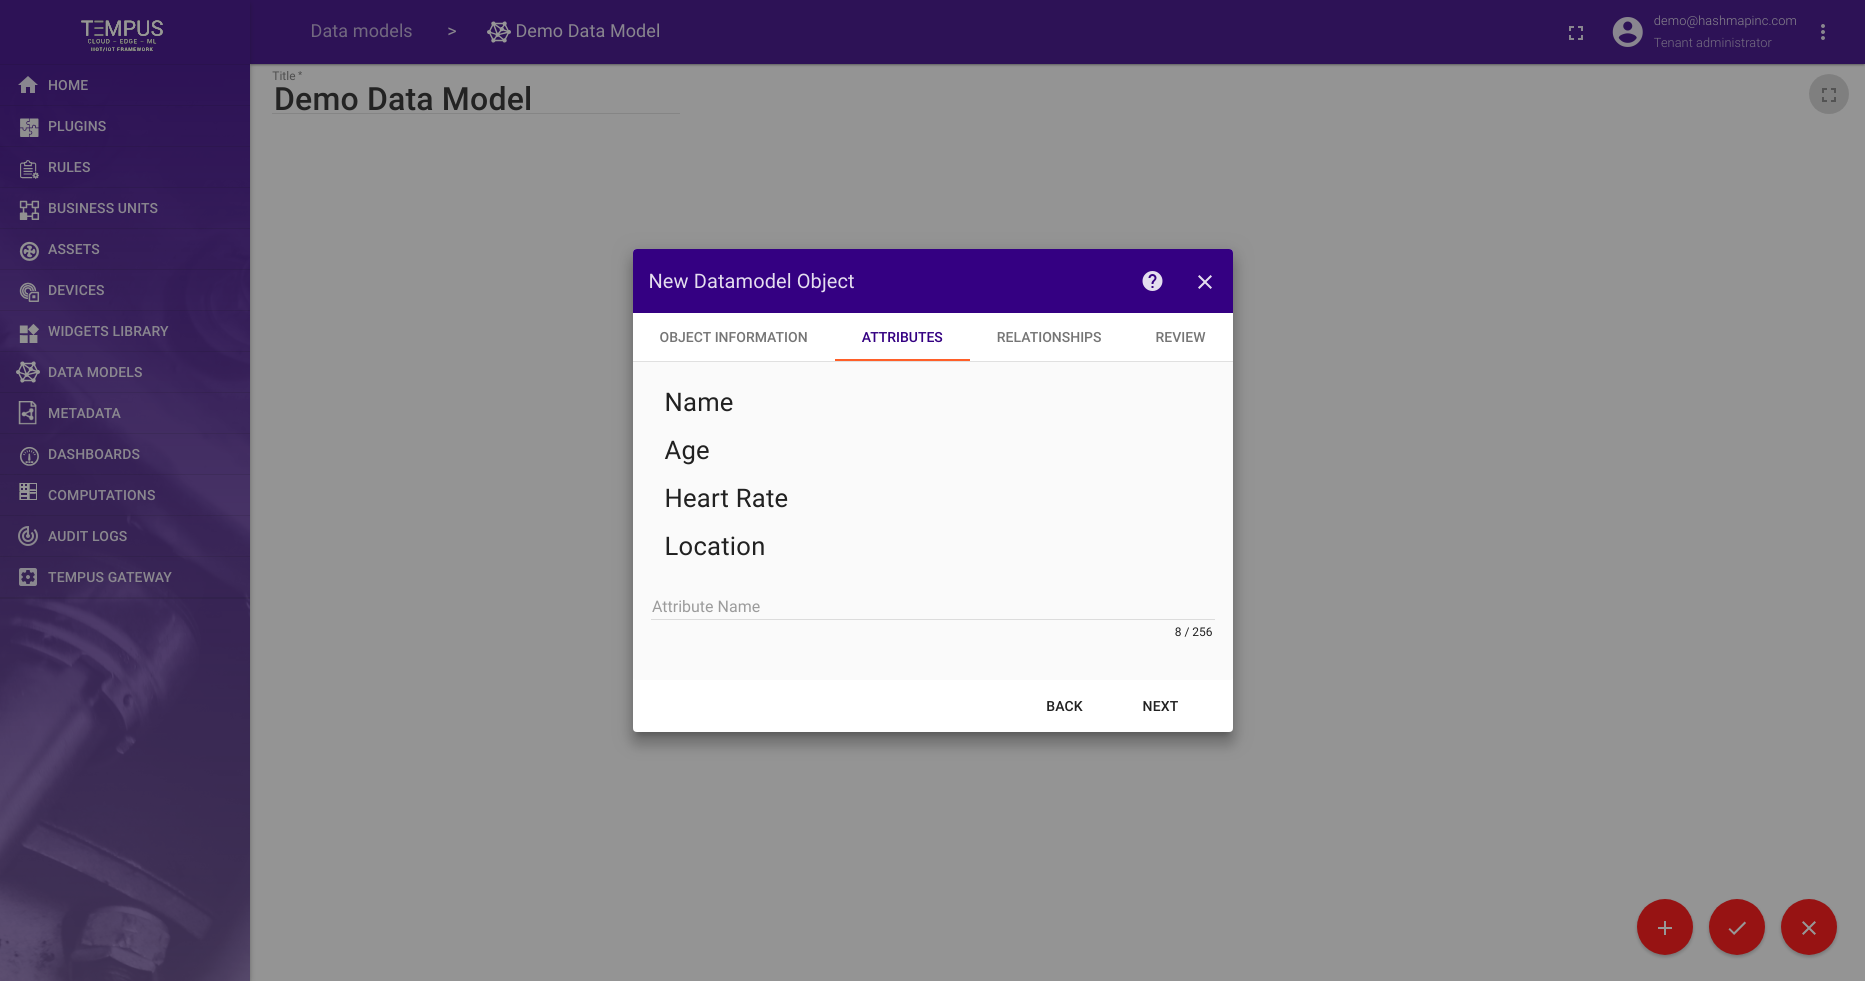 TEMPUS
CLOUD - EDGE - ML
IIOT/IOT FRAMEWORK
Data models > Demo Data Model
demo@hashmapinc.com
Tenant administrator
HOME
PLUGINS
RULES
BUSINESS UNITS
ASSETS
DEVICES
WIDGETS LIBRARY
DATA MODELS
METADATA
DASHBOARDS
COMPUTATIONS
AUDIT LOGS
TEMPUS GATEWAY
Title *
Demo Data Model
New Datamodel Object
OBJECT INFORMATION ATTRIBUTES RELATIONSHIPS REVIEW
Name
Age
Heart Rate
Location
Attribute Name
8 / 256
BACK NEXT